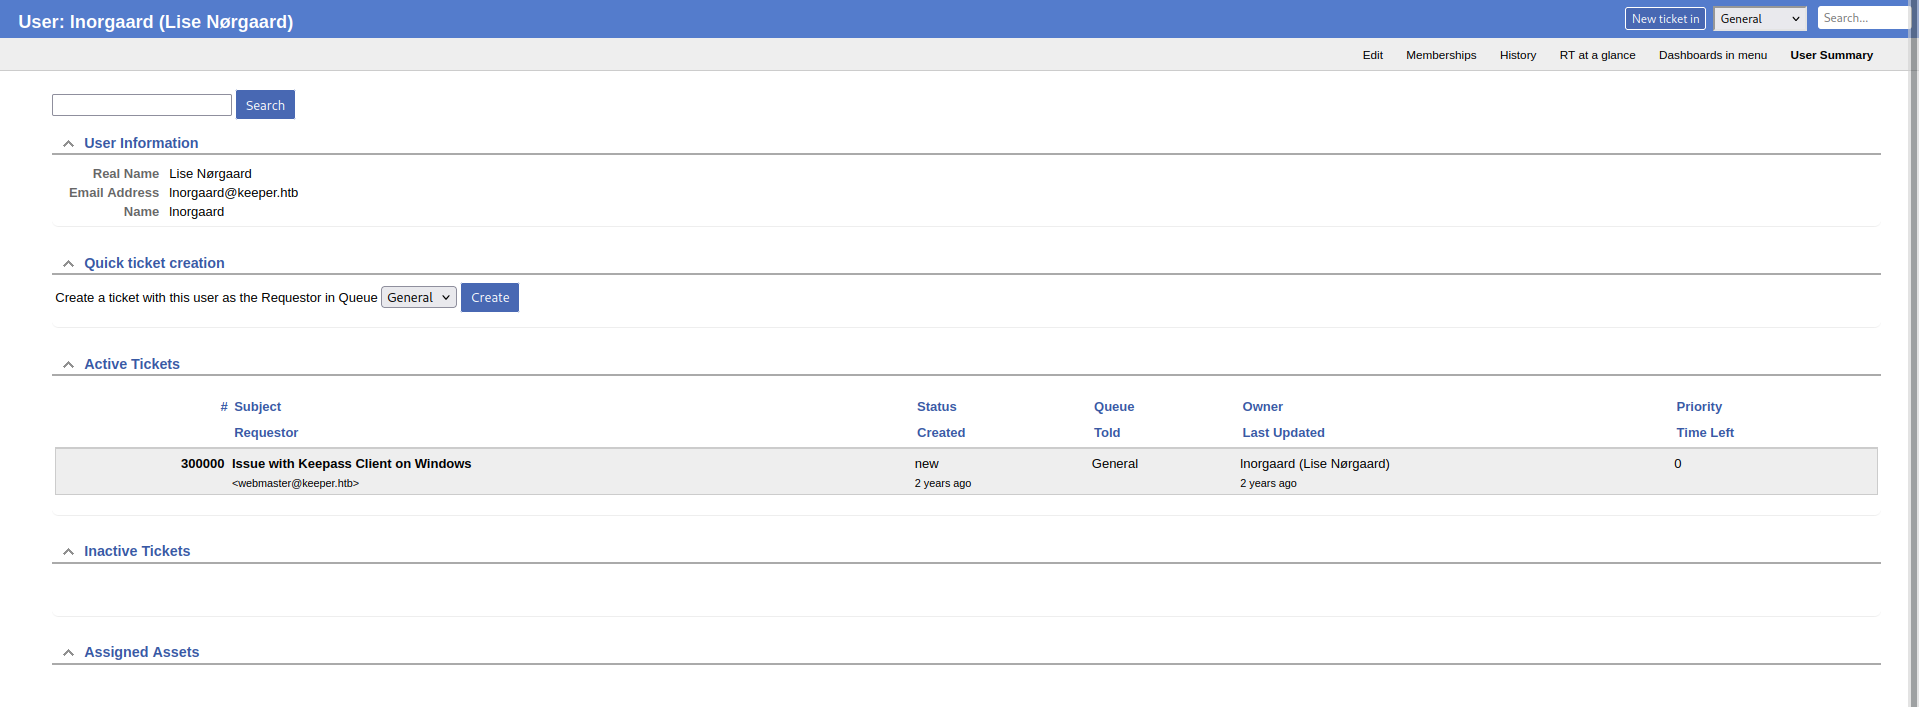 User: lnorgaard (Lise Nørgaard)
New ticket in General Search...
Edit Memberships History RT at a glance Dashboards in menu User Summary
Search
User Information
Real Name Lise Nørgaard
Email Address lnorgaard@keeper.htb
Name lnorgaard
Quick ticket creation
Create a ticket with this user as the Requestor in Queue General Create
Active Tickets
# Subject Status Queue Owner Priority
Requestor Created Told Last Updated Time Left
300000 Issue with Keepass Client on Windows new General lnorgaard (Lise Nørgaard) 0
<webmaster@keeper.htb> 2 years ago 2 years ago
Inactive Tickets
Assigned Assets